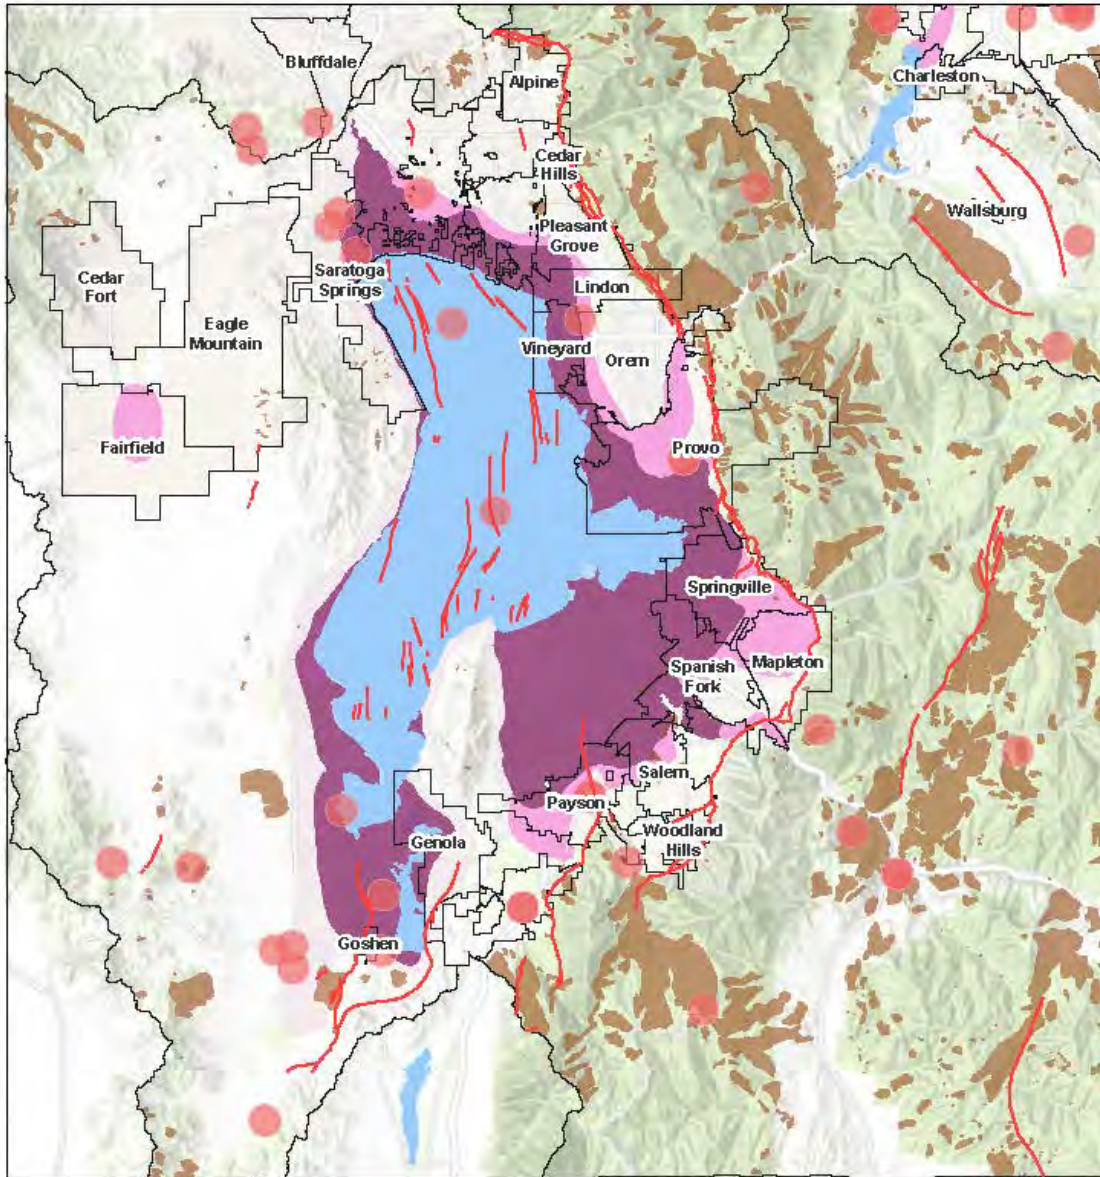 Bluffdale
Alpine
Charleston
Cedar
Hills
Wallsburg
Pleasant
Grove
Cedar
Fort
Saratoga
Springs
Lindon
Eagle
Mountain
Vineyard
Orem
Fairfield
Provo
Springville
Spanish
Fork
Mapleton
Salem
Payson
Woodland
Hills
Genola
Goshen